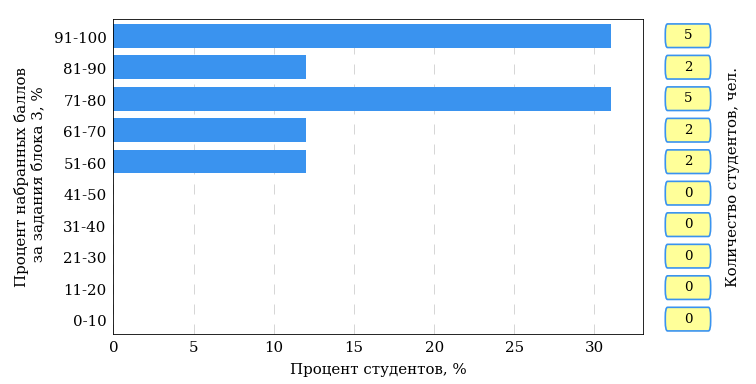 Процент набранных баллов
за задания блока 3, %
91-100 5
81-90 2
71-80 5
61-70 2
51-60 2
41-50 0
31-40 0
21-30 0
11-20 0
0-10 0
0 5 10 15 20 25 30
Процент студентов, %
Количество студентов, чел.